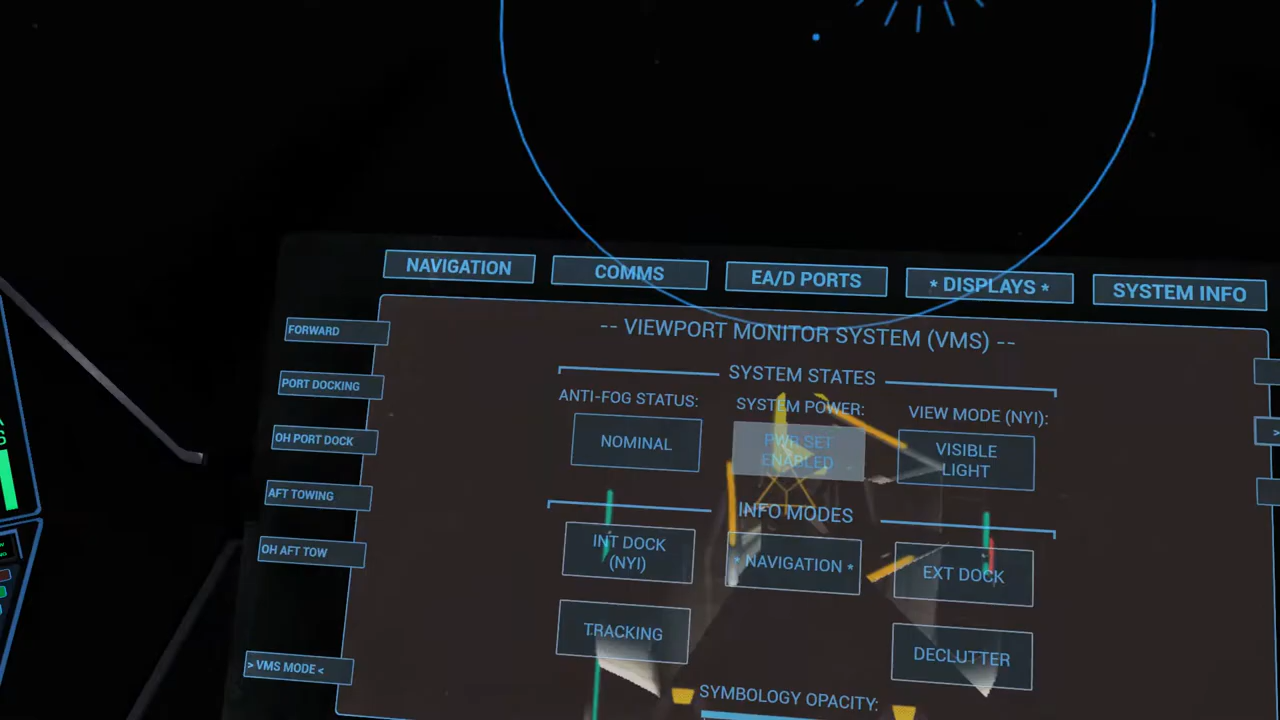 NAVIGATION
COMMS
EA/D PORTS
* DISPLAYS *
SYSTEM INFO
FORWARD
PORT DOCKING
OH PORT DOCK
AFT TOWING
OH AFT TOW
> VMS MODE <
-- VIEWPORT MONITOR SYSTEM (VMS) --
SYSTEM STATES
ANTI-FOG STATUS:
SYSTEM POWER:
VIEW MODE (NYI):
NOMINAL
PWR SET
ENABLED
VISIBLE
LIGHT
INFO MODES
INT DOCK
(NYI)
* NAVIGATION *
EXT DOCK
TRACKING
DECLUTTER
SYMBOLOGY OPACITY: